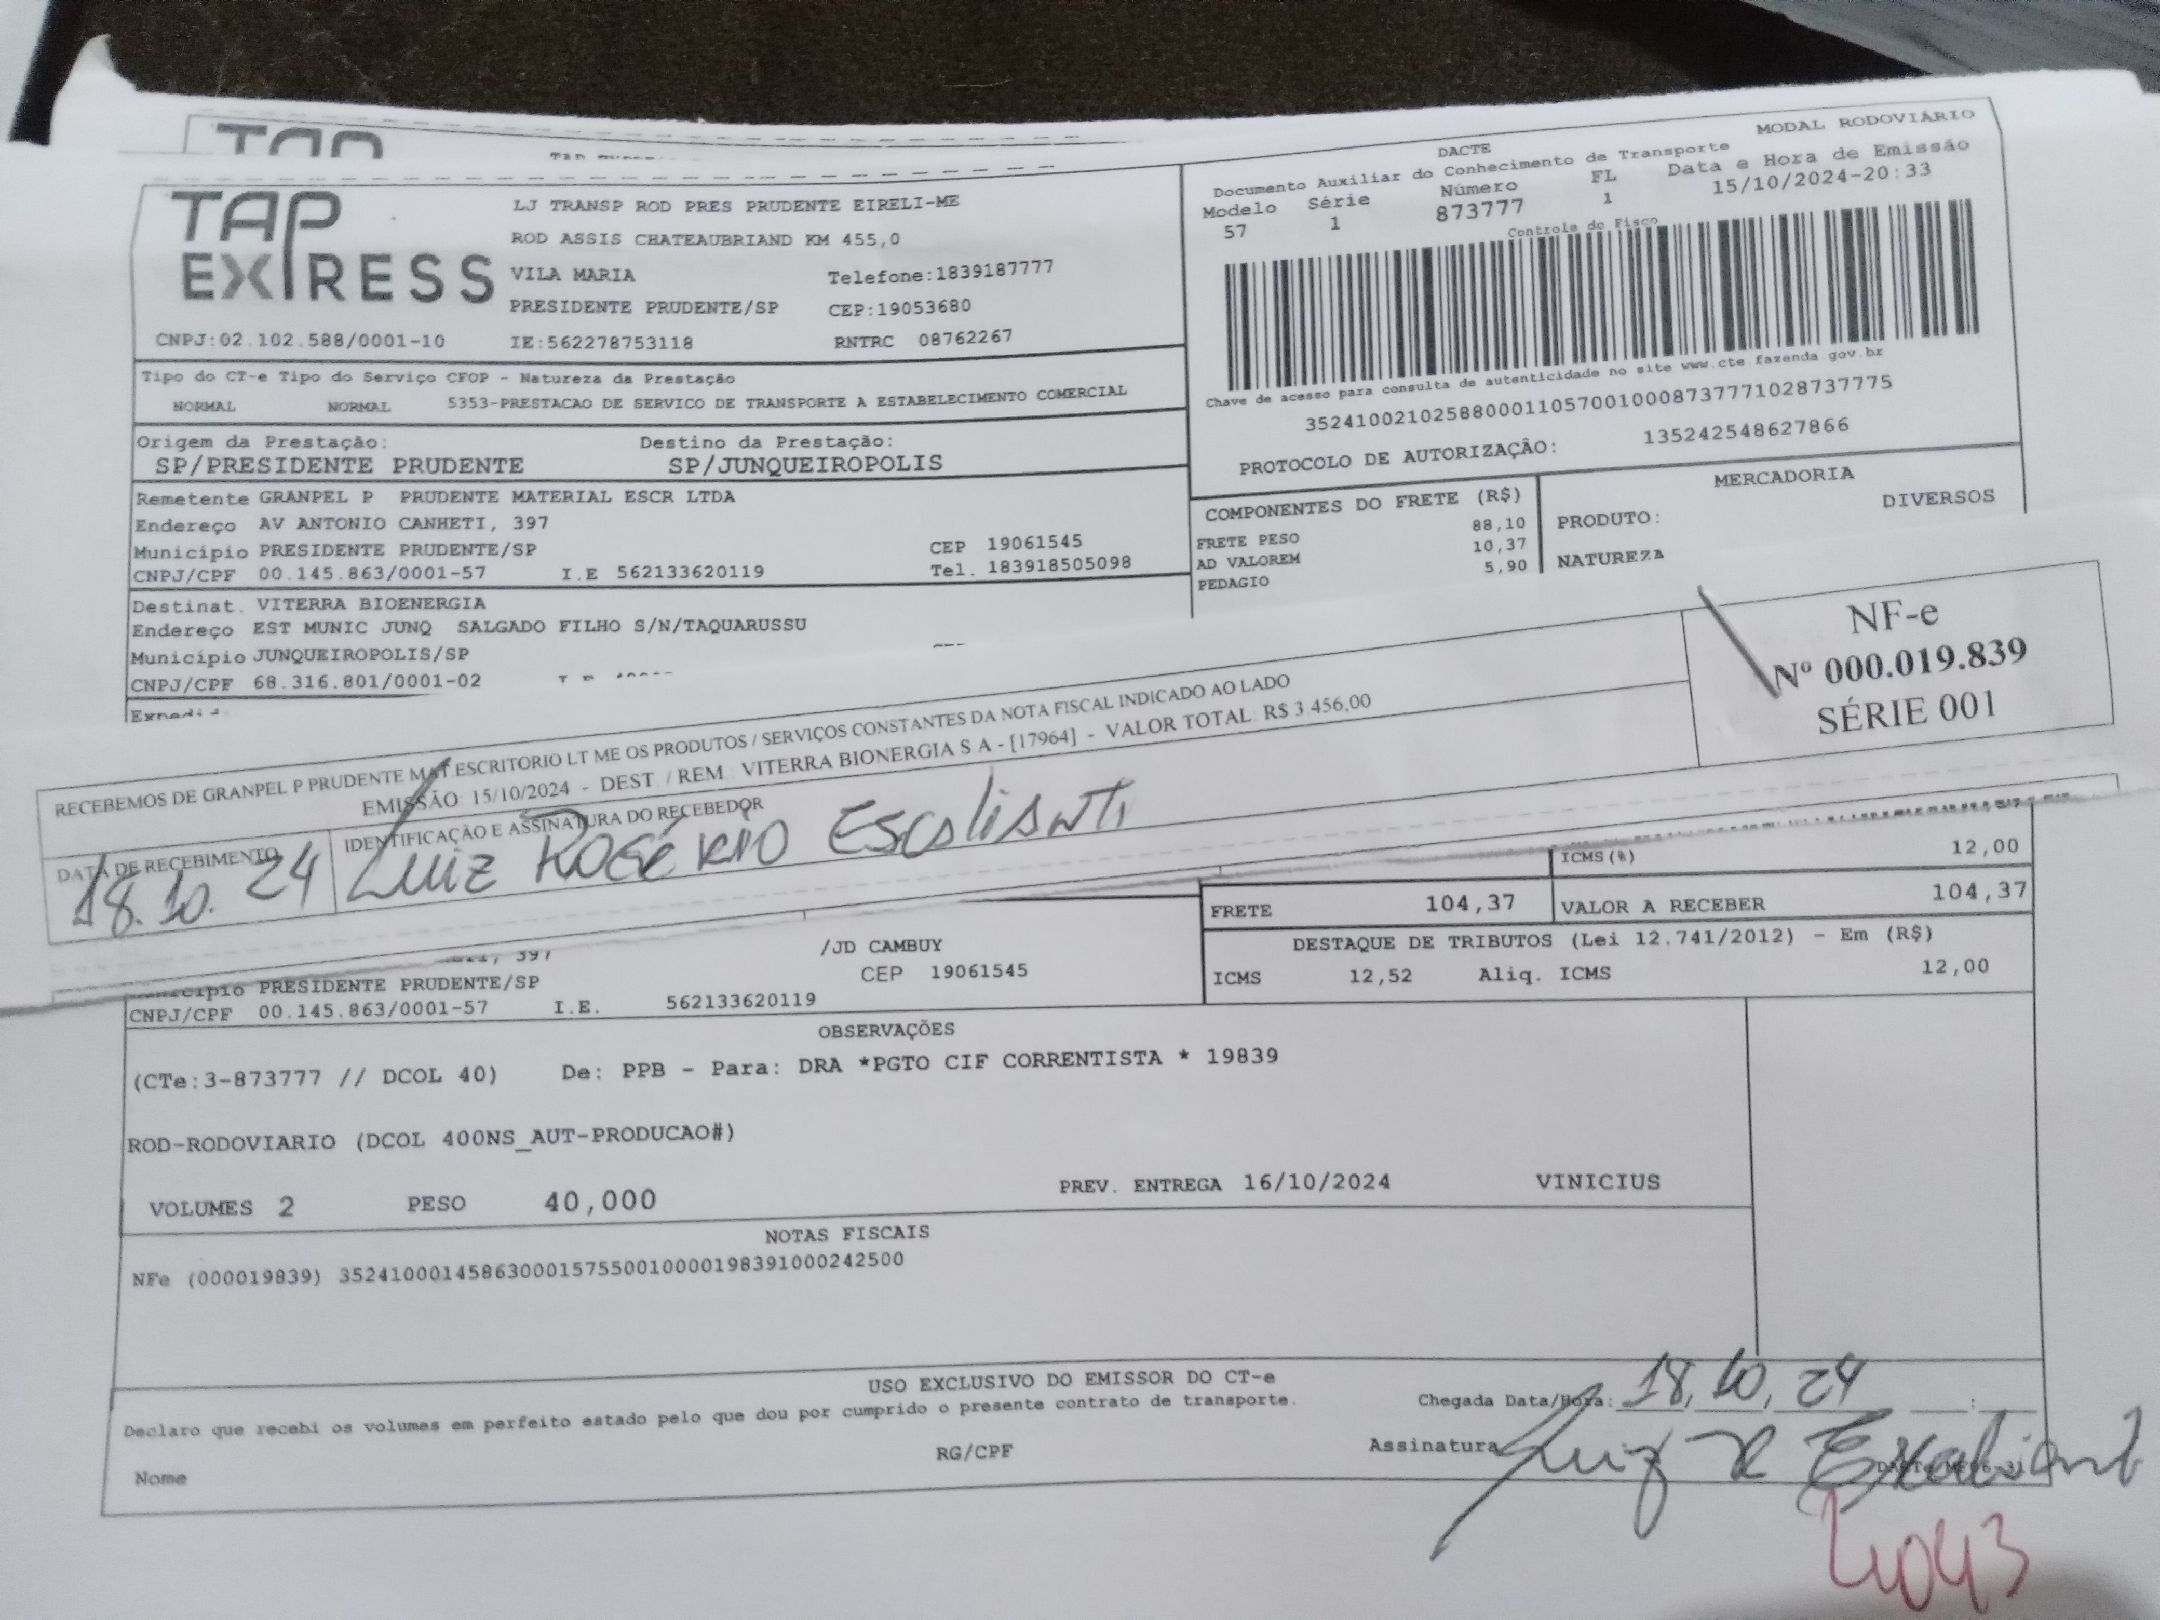 TAP
TAP
EXPRESS
LJ TRANSP ROD PRES PRUDENTE EIRELI-ME
ROD ASSIS CHATEAUBRIAND KM 455,0
VILA MARIA Telefone:1839187777
PRESIDENTE PRUDENTE/SP CEP:19053680
CNPJ:02.102.588/0001-10 IE:562278753118 RNTRC 08762267
MODAL RODOVIÁRIO
DACTE
Documento Auxiliar do Conhecimento de Transporte
Modelo Série Número FL Data e Hora de Emissão
57 1 873777 1 15/10/2024-20:33
Controle do Fisco
Chave de acesso para consulta de autenticidade no site www.cte.fazenda.gov.br
35241002102588000110570010008737771028737775
PROTOCOLO DE AUTORIZAÇÃO: 135242548627866
Tipo do CT-e Tipo do Serviço CFOP - Natureza da Prestação
NORMAL NORMAL 5353-PRESTACAO DE SERVICO DE TRANSPORTE A ESTABELECIMENTO COMERCIAL
Origem da Prestação: Destino da Prestação:
SP/PRESIDENTE PRUDENTE SP/JUNQUEIROPOLIS
Remetente GRANPEL P PRUDENTE MATERIAL ESCR LTDA
Endereço AV ANTONIO CANHETI, 397
Município PRESIDENTE PRUDENTE/SP CEP 19061545
CNPJ/CPF 00.145.863/0001-57 I.E 562133620119 Tel. 183918505098
COMPONENTES DO FRETE (R$)
FRETE PESO 88,10
AD VALOREM 10,37
PEDAGIO 5,90
MERCADORIA
PRODUTO: DIVERSOS
NATUREZA
Destinat. VITERRA BIOENERGIA
Endereço EST MUNIC JUNQ SALGADO FILHO S/N/TAQUARUSSU
Município JUNQUEIROPOLIS/SP
CNPJ/CPF 68.316.801/0001-02
RECEBEMOS DE GRANPEL P PRUDENTE MAT ESCRITORIO LT ME OS PRODUTOS / SERVIÇOS CONSTANTES DA NOTA FISCAL INDICADO AO LADO
EMISSÃO: 15/10/2024 - DEST. / REM.: VITERRA BIONERGIA S A - [17964] - VALOR TOTAL: R$ 3.456,00
NF-e
Nº 000.019.839
SÉRIE 001
DATA DE RECEBIMENTO IDENTIFICAÇÃO E ASSINATURA DO RECEBEDOR
18.10.24 Luiz ROGÉRIO ESCALIANTI
ICMS(%) 12,00
FRETE 104,37 VALOR A RECEBER 104,37
DESTAQUE DE TRIBUTOS (Lei 12.741/2012) - Em (R$)
ICMS 12,52 Aliq. ICMS 12,00
397 /JD CAMBUY
Município PRESIDENTE PRUDENTE/SP CEP 19061545
CNPJ/CPF 00.145.863/0001-57 I.E. 562133620119
OBSERVAÇÕES
(CTe:3-873777 // DCOL 40) De: PPB - Para: DRA *PGTO CIF CORRENTISTA * 19839
ROD-RODOVIARIO (DCOL 400NS_AUT-PRODUCAO#)
VOLUMES 2 PESO 40,000 PREV. ENTREGA 16/10/2024 VINICIUS
NOTAS FISCAIS
NFe (000019839) 35241000145863000157550010000198391000242500
USO EXCLUSIVO DO EMISSOR DO CT-e
Declaro que recebi os volumes em perfeito estado pelo que dou por cumprido o presente contrato de transporte.
Chegada Data/Hora: 18,10,24
Nome RG/CPF Assinatura Luiz R Escalianti
4043